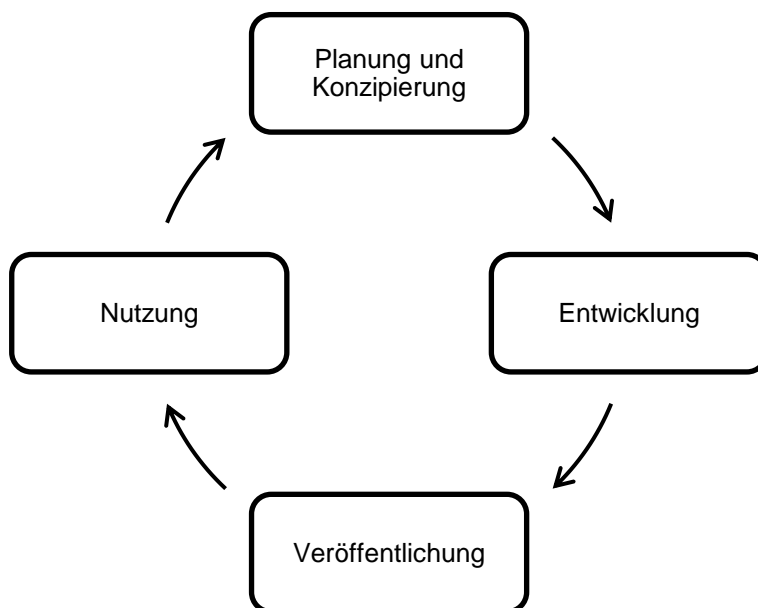 Planung und
Konzipierung
Entwicklung
Veröffentlichung
Nutzung